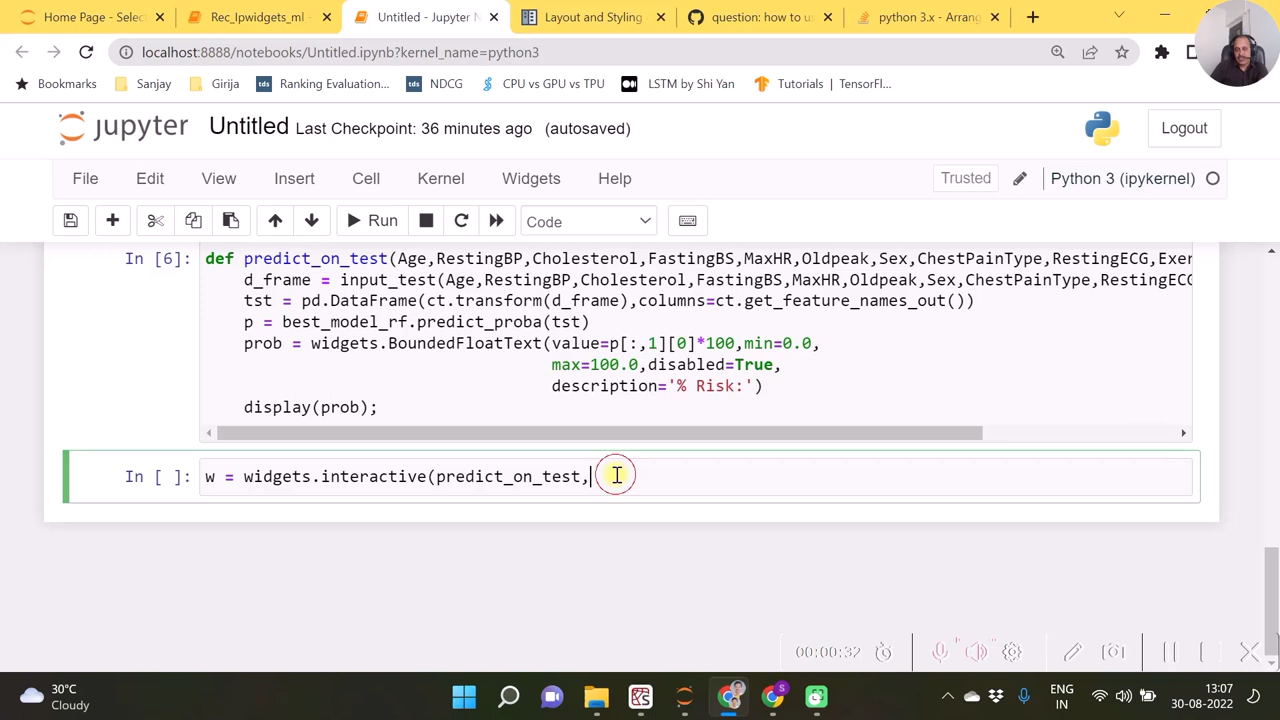 Home Page - Select
Rec_Ipwidgets_ml -
Untitled - Jupyter N
Layout and Styling
question: how to u
python 3.x - Arrang
localhost:8888/notebooks/Untitled.ipynb?kernel_name=python3
Bookmarks
Sanjay
Girija
tds
Ranking Evaluation...
tds
NDCG
CPU vs GPU vs TPU
LSTM by Shi Yan
Tutorials | TensorFl...
jupyter
Untitled Last Checkpoint: 36 minutes ago (autosaved)
Logout
File
Edit
View
Insert
Cell
Kernel
Widgets
Help
Trusted
Python 3 (ipykernel)
Run
Code
In [6]:
def predict_on_test(Age,RestingBP,Cholesterol,FastingBS,MaxHR,Oldpeak,Sex,ChestPainType,RestingECG,Exer
d_frame = input_test(Age,RestingBP,Cholesterol,FastingBS,MaxHR,Oldpeak,Sex,ChestPainType,RestingECG
tst = pd.DataFrame(ct.transform(d_frame),columns=ct.get_feature_names_out())
p = best_model_rf.predict_proba(tst)
prob = widgets.BoundedFloatText(value=p[:,1][0]*100,min=0.0,
max=100.0,disabled=True,
description='% Risk:')
display(prob);
In [ ]:
w = widgets.interactive(predict_on_test,
00:00:32
30°C
Cloudy
ENG
IN
13:07
30-08-2022